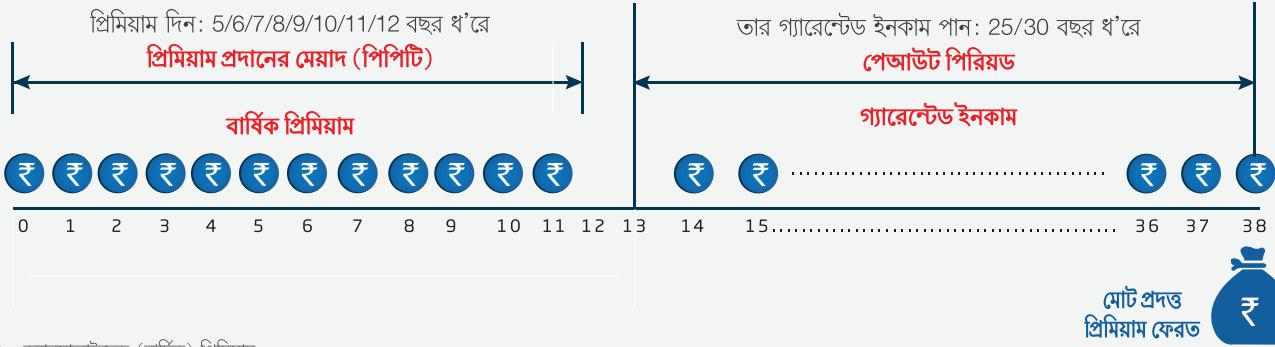 প্রিমিয়াম দিন: 5/6/7/8/9/10/11/12 বছর ধ'রে
প্রিমিয়াম প্রদানের মেয়াদ (পিপিটি)
বার্ষিক প্রিমিয়াম
তার গ্যারেন্টেড ইনকাম পান: 25/30 বছর ধ'রে
পেআউট পিরিয়ড
গ্যারেন্টেড ইনকাম
₹ ₹ ₹ ₹ ₹ ₹ ₹ ₹ ₹ ₹ ₹ ₹ ₹ ₹ ₹ ₹ ₹
0 1 2 3 4 5 6 7 8 9 10 11 12 13 14 15 36 37 38
মোট প্রদত্ত
প্রিমিয়াম ফেরত
₹